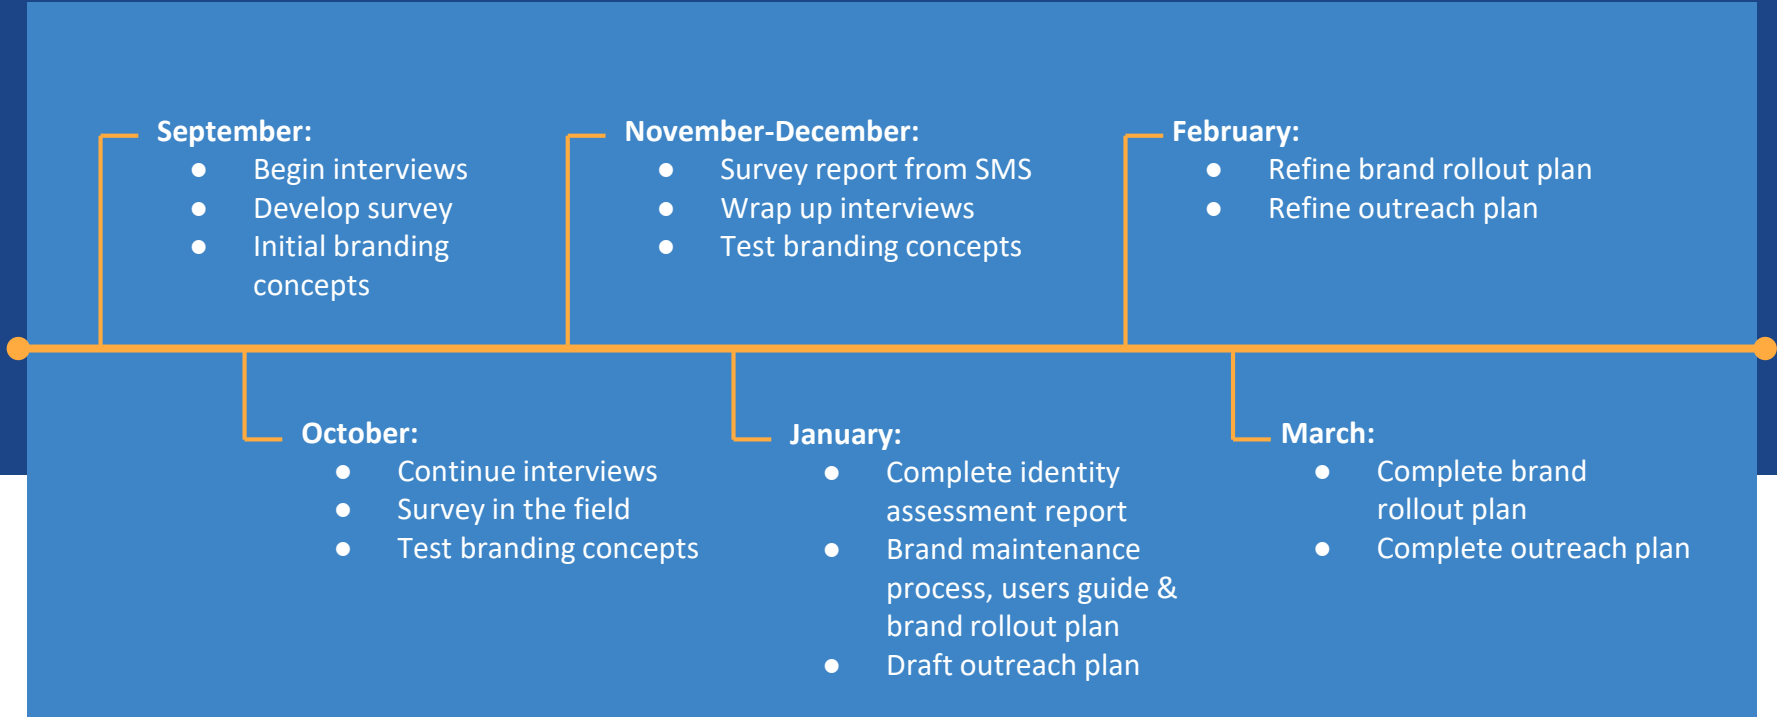 September:
● Begin interviews
● Develop survey
● Initial branding
concepts
October:
● Continue interviews
● Survey in the field
● Test branding concepts
November-December:
● Survey report from SMS
● Wrap up interviews
● Test branding concepts
January:
● Complete identity
assessment report
● Brand maintenance
process, users guide &
brand rollout plan
● Draft outreach plan
February:
● Refine brand rollout plan
● Refine outreach plan
March:
● Complete brand
rollout plan
● Complete outreach plan